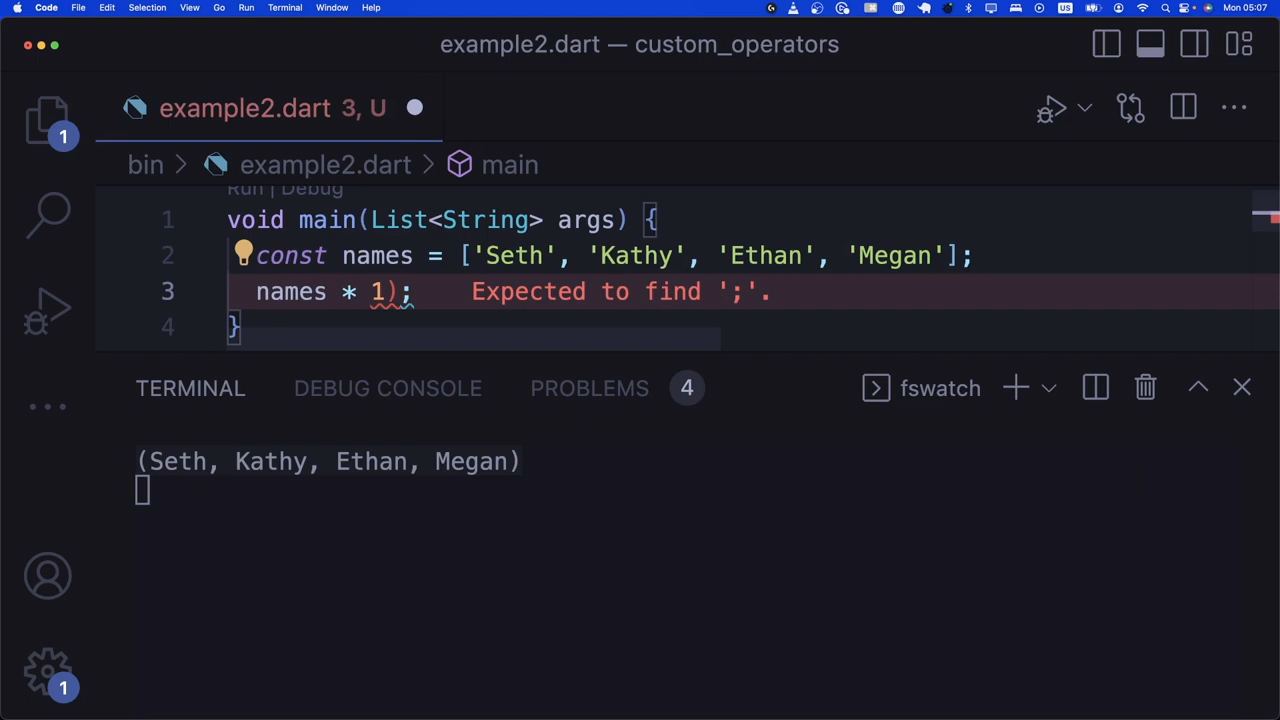 Code File Edit Selection View Go Run Terminal Window Help US Mon 05:07
example2.dart — custom_operators
example2.dart 3, U
1
bin > example2.dart > main
Run | Debug
1 void main(List<String> args) {
2 const names = ['Seth', 'Kathy', 'Ethan', 'Megan'];
3 names * 1); Expected to find ';'.
4 }
TERMINAL DEBUG CONSOLE PROBLEMS 4 fswatch
(Seth, Kathy, Ethan, Megan)
1